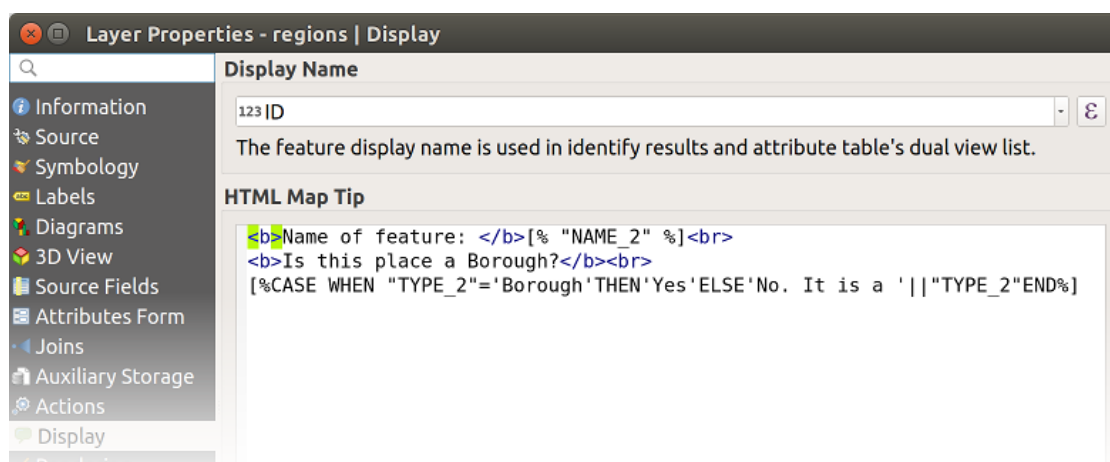 Layer Properties - regions | Display
Information
Source
Symbology
Labels
Diagrams
3D View
Source Fields
Attributes Form
Joins
Auxiliary Storage
Actions
Display
Display Name
123 ID
ε
The feature display name is used in identify results and attribute table's dual view list.
HTML Map Tip
<b>Name of feature: </b>[% "NAME_2" %]<br>
<b>Is this place a Borough?</b><br>
[%CASE WHEN "TYPE_2"='Borough'THEN'Yes'ELSE'No. It is a '||"TYPE_2"END%]